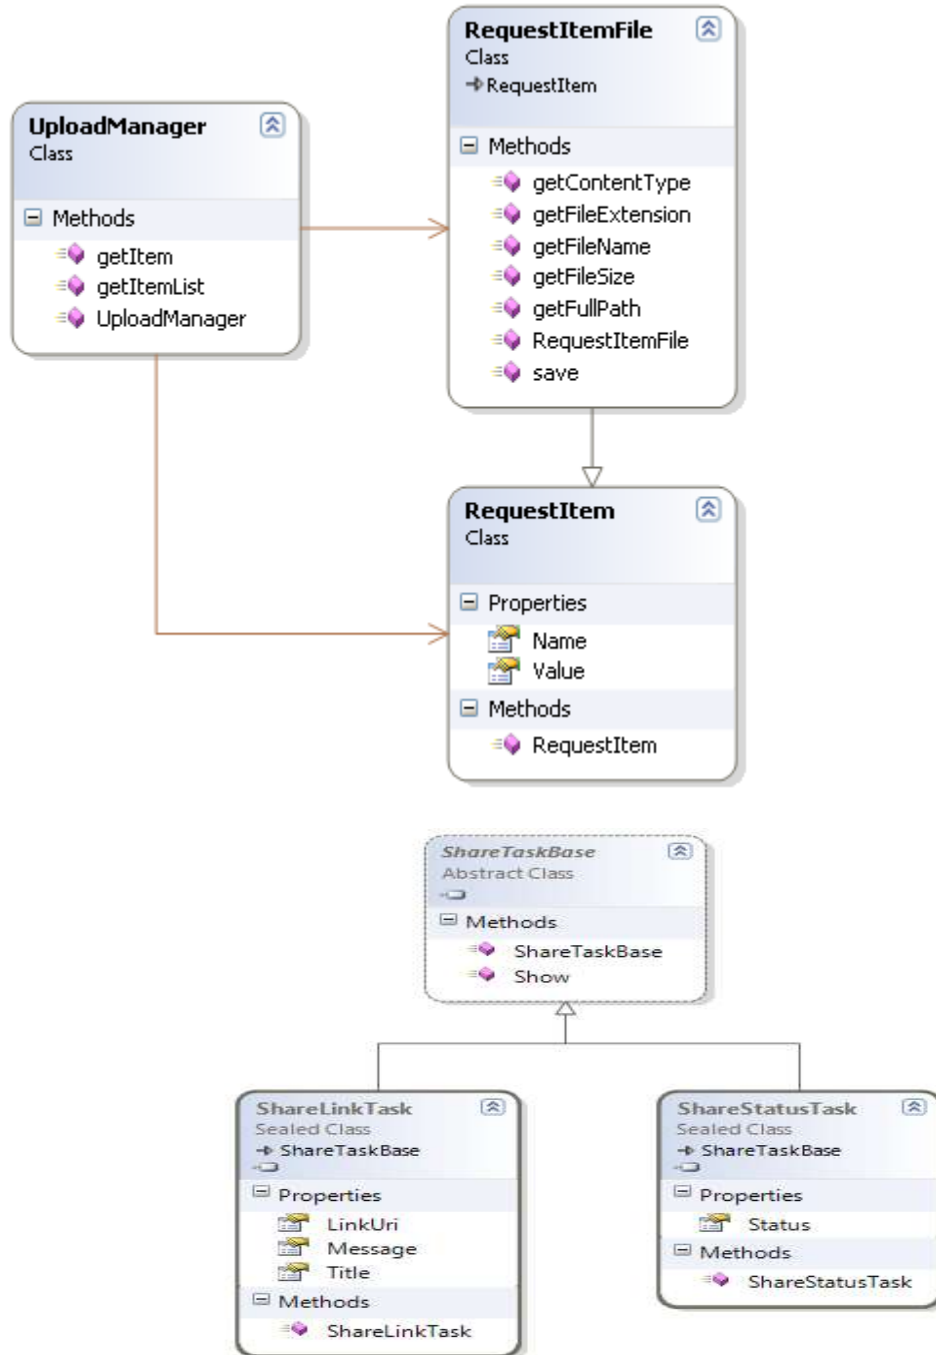 RequestItemFile
Class
RequestItem
Methods
getContentType
getFileExtension
getFileName
getFileSize
getFullPath
RequestItemFile
save
UploadManager
Class
Methods
getItem
getItemList
UploadManager
RequestItem
Class
Properties
Name
Value
Methods
RequestItem
ShareTaskBase
Abstract Class
Methods
ShareTaskBase
Show
ShareLinkTask
Sealed Class
ShareTaskBase
Properties
LinkUri
Message
Title
Methods
ShareLinkTask
ShareStatusTask
Sealed Class
ShareTaskBase
Properties
Status
Methods
ShareStatusTask